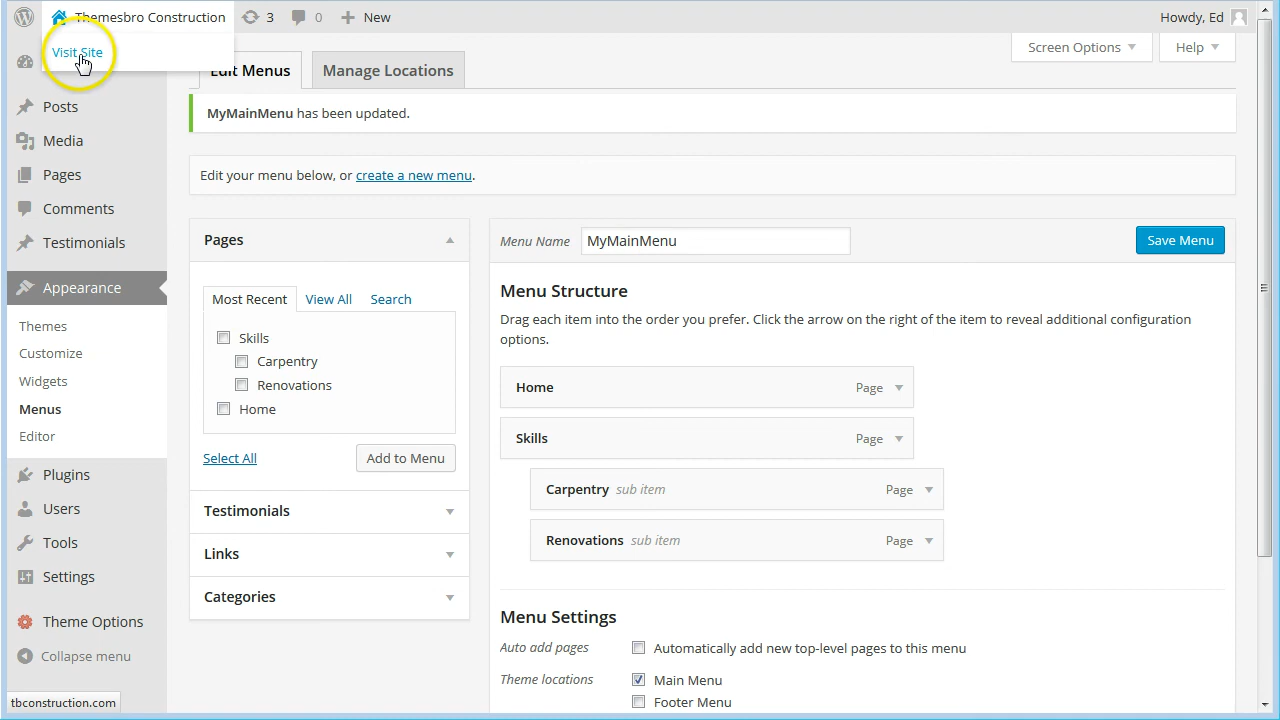 Themesbro Construction
3
0
New
Howdy, Ed
Visit Site
Screen Options
Help
Edit Menus
Manage Locations
Posts
Media
Pages
Comments
Testimonials
Appearance
Themes
Customize
Widgets
Menus
Editor
Plugins
Users
Tools
Settings
Theme Options
Collapse menu
tbconstruction.com
MyMainMenu has been updated.
Edit your menu below, or create a new menu.
Pages
Most Recent
View All
Search
Skills
Carpentry
Renovations
Home
Select All
Add to Menu
Testimonials
Links
Categories
Menu Name
MyMainMenu
Save Menu
Menu Structure
Drag each item into the order you prefer. Click the arrow on the right of the item to reveal additional configuration
options.
Home
Page
Skills
Page
Carpentry sub item
Page
Renovations sub item
Page
Menu Settings
Auto add pages
Automatically add new top-level pages to this menu
Theme locations
Main Menu
Footer Menu